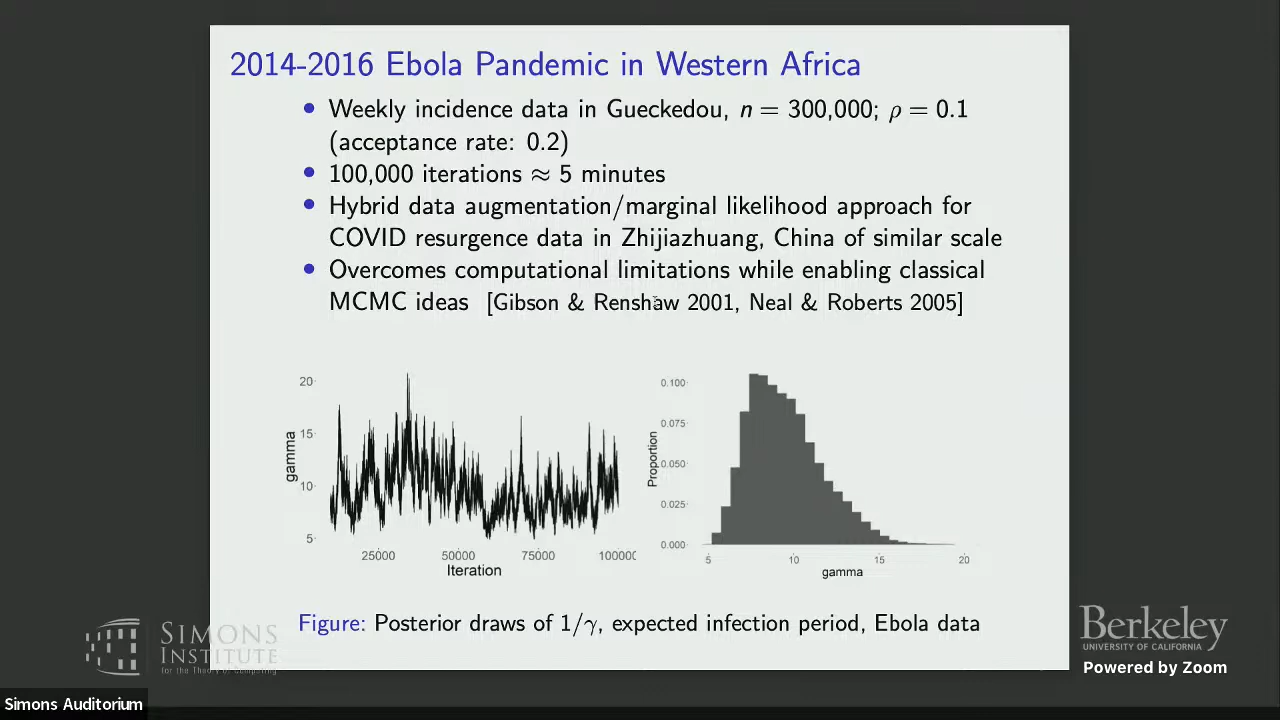 2014-2016 Ebola Pandemic in Western Africa
• Weekly incidence data in Gueckedou, n = 300,000; ρ = 0.1
(acceptance rate: 0.2)
• 100,000 iterations ≈ 5 minutes
• Hybrid data augmentation/marginal likelihood approach for
COVID resurgence data in Zhijiazhuang, China of similar scale
• Overcomes computational limitations while enabling classical
MCMC ideas [Gibson & Renshaw 2001, Neal & Roberts 2005]
20
15
10
5
gamma
25000 50000 75000 100000
Iteration
0.100
0.075
0.050
0.025
0.000
Proportion
5 10 15 20
gamma
Figure: Posterior draws of 1/γ, expected infection period, Ebola data
SIMONS
INSTITUTE
for the Theory of Computing
Berkeley
UNIVERSITY OF CALIFORNIA
Powered by Zoom
Simons Auditorium